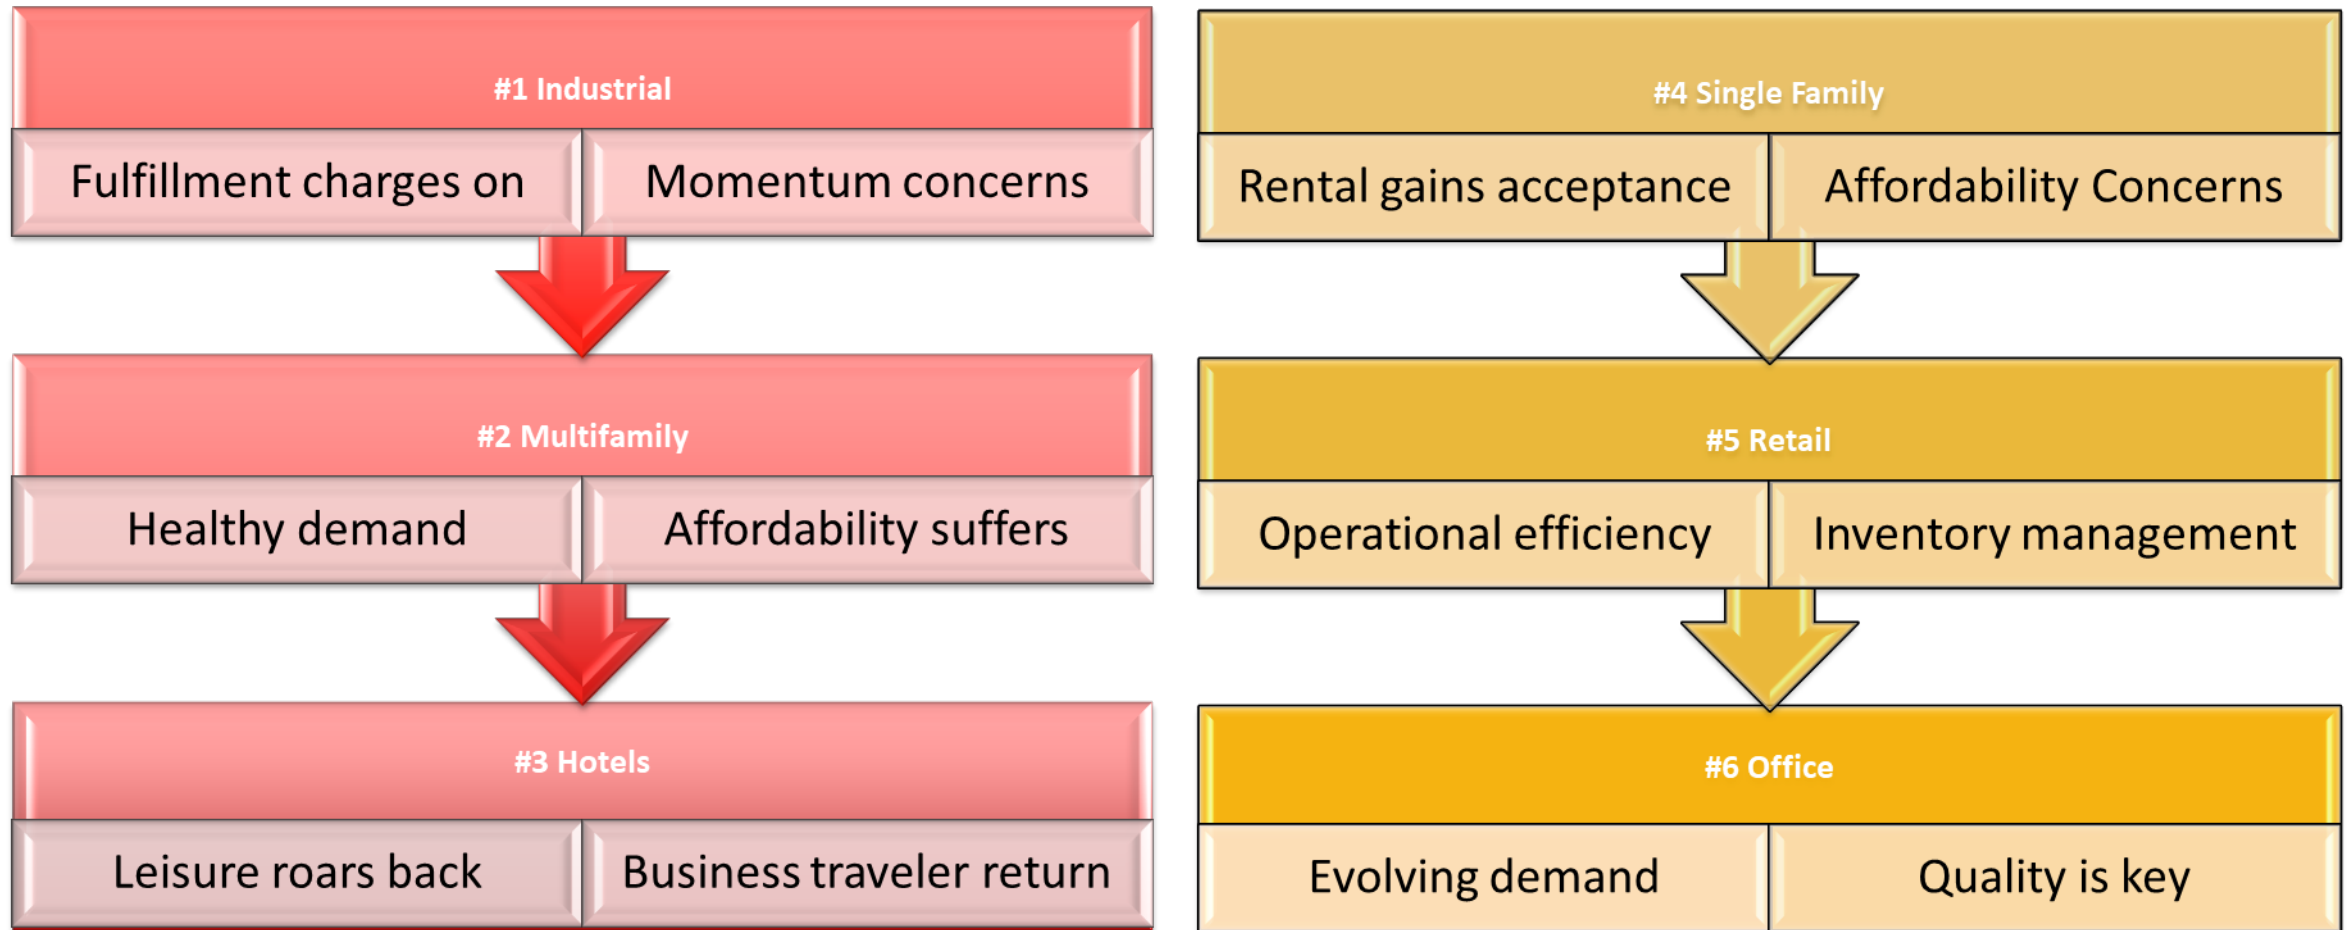 #1 Industrial
Fulfillment charges on
Momentum concerns
#2 Multifamily
Healthy demand
Affordability suffers
#3 Hotels
Leisure roars back
Business traveler return
#4 Single Family
Rental gains acceptance
Affordability Concerns
#5 Retail
Operational efficiency
Inventory management
#6 Office
Evolving demand
Quality is key